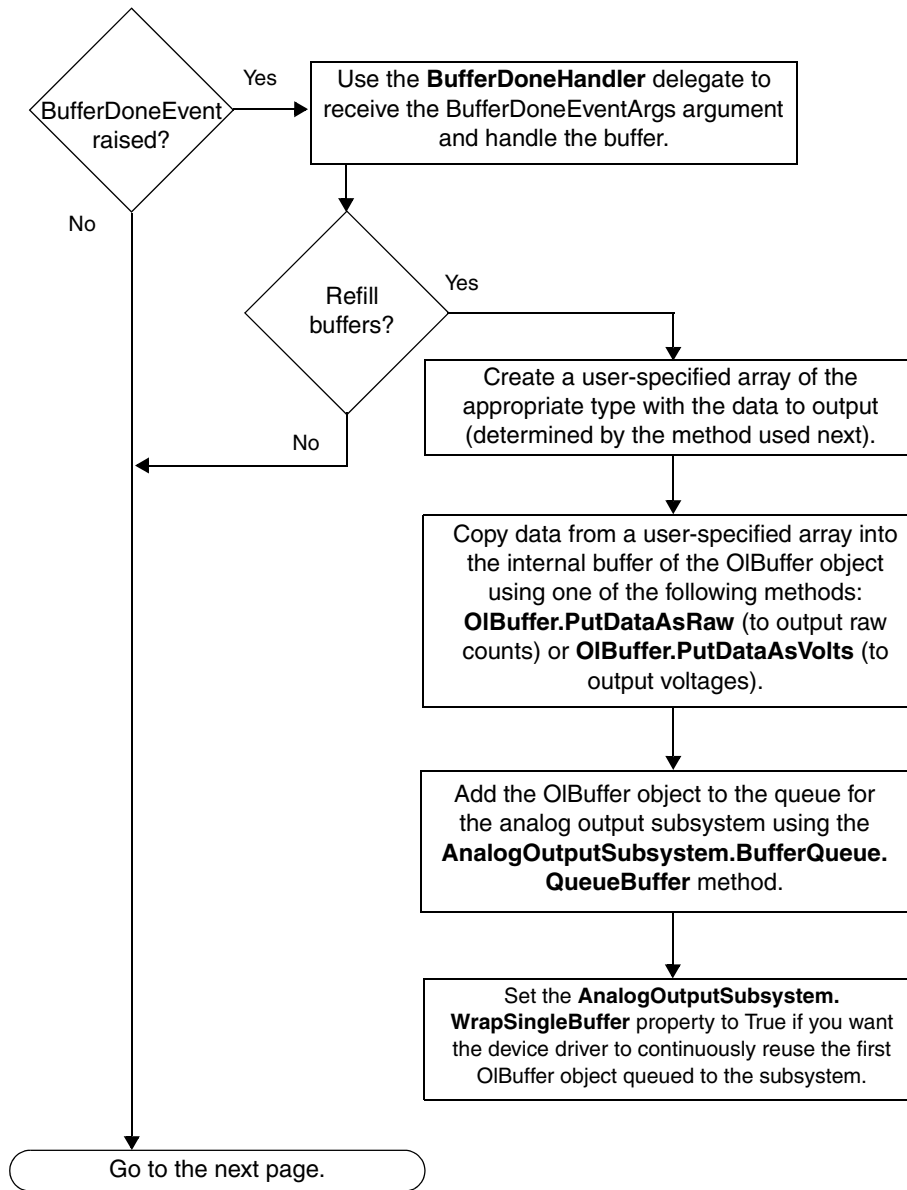 BufferDoneEvent
raised?
Yes
Use the BufferDoneHandler delegate to
receive the BufferDoneEventArgs argument
and handle the buffer.
No
Refill
buffers?
Yes
No
Create a user-specified array of the
appropriate type with the data to output
(determined by the method used next).
Copy data from a user-specified array into
the internal buffer of the OlBuffer object
using one of the following methods:
OlBuffer.PutDataAsRaw (to output raw
counts) or OlBuffer.PutDataAsVolts (to
output voltages).
Add the OlBuffer object to the queue for
the analog output subsystem using the
AnalogOutputSubsystem.BufferQueue.
QueueBuffer method.
Set the AnalogOutputSubsystem.
WrapSingleBuffer property to True if you want
the device driver to continuously reuse the first
OlBuffer object queued to the subsystem.
Go to the next page.